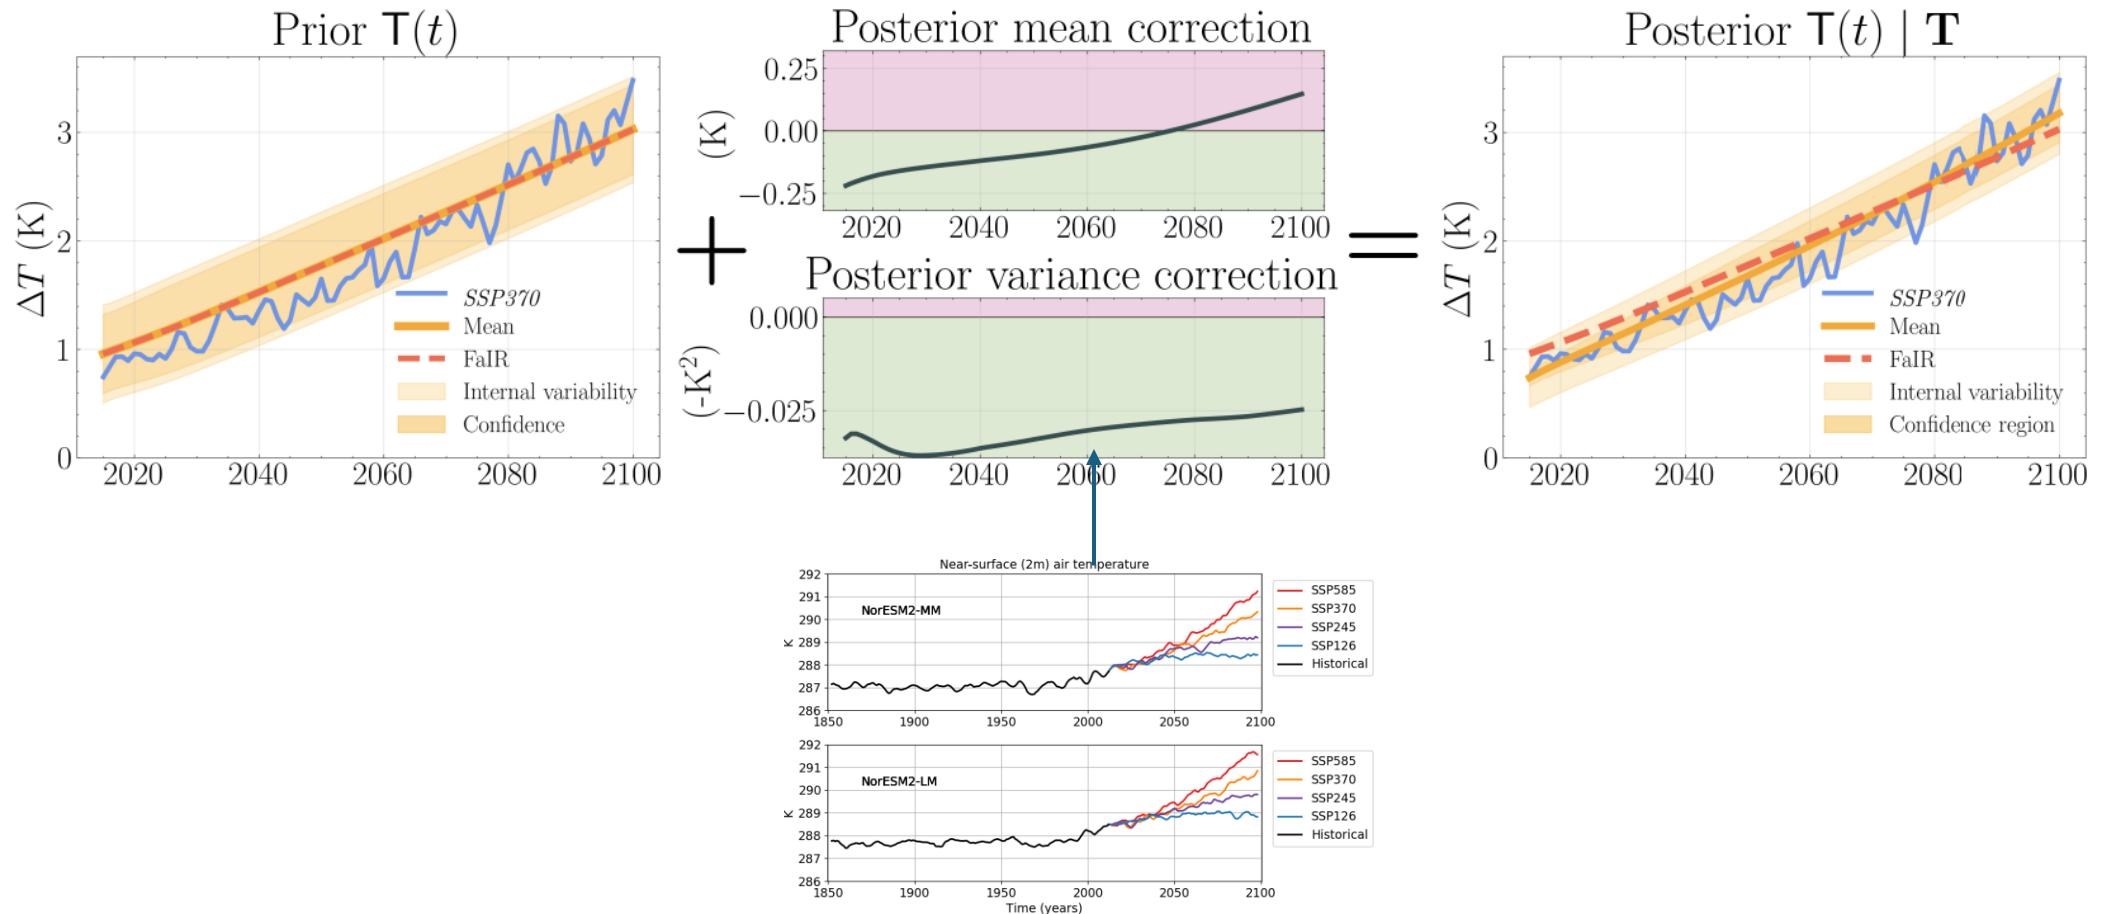 Prior T(t)
ΔT (K)
3
2
1
0
2020 2040 2060 2080 2100
SSP370
Mean
FaIR
Internal variability
Confidence
+
Posterior mean correction
(K)
0.25
0.00
−0.25
2020 2040 2060 2080 2100
Posterior variance correction
(-K²)
0.000
−0.025
2020 2040 2060 2080 2100
=
Posterior T(t) | T
ΔT (K)
3
2
1
0
2020 2040 2060 2080 2100
SSP370
Mean
FaIR
Internal variability
Confidence region
Near-surface (2m) air temperature
K
292
291
290
289
288
287
286
NorESM2-MM
1850 1900 1950 2000 2050 2100
SSP585
SSP370
SSP245
SSP126
Historical
K
292
291
290
289
288
287
286
NorESM2-LM
1850 1900 1950 2000 2050 2100
Time (years)
SSP585
SSP370
SSP245
SSP126
Historical